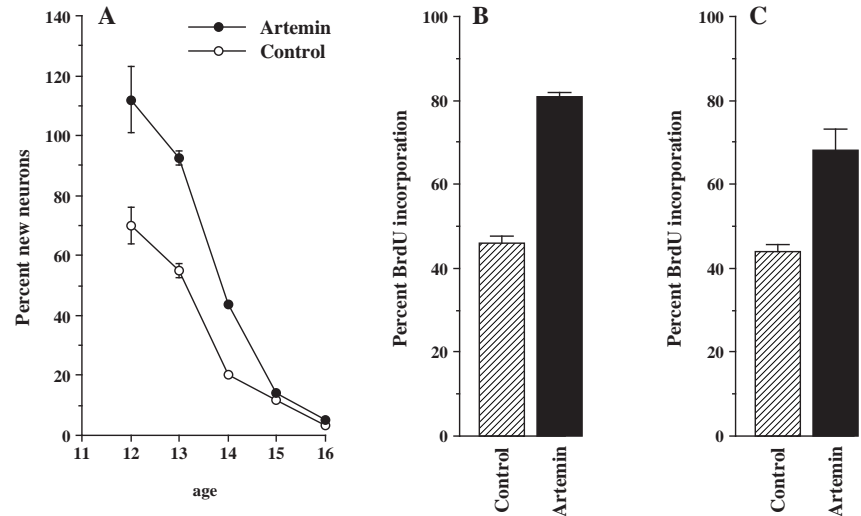 A
Artemin
Control
Percent new neurons
140
120
100
80
60
40
20
0
11 12 13 14 15 16
age
B
Percent BrdU incorporation
100
80
60
40
20
0
Control
Artemin
C
Percent BrdU incorporation
100
80
60
40
20
0
Control
Artemin